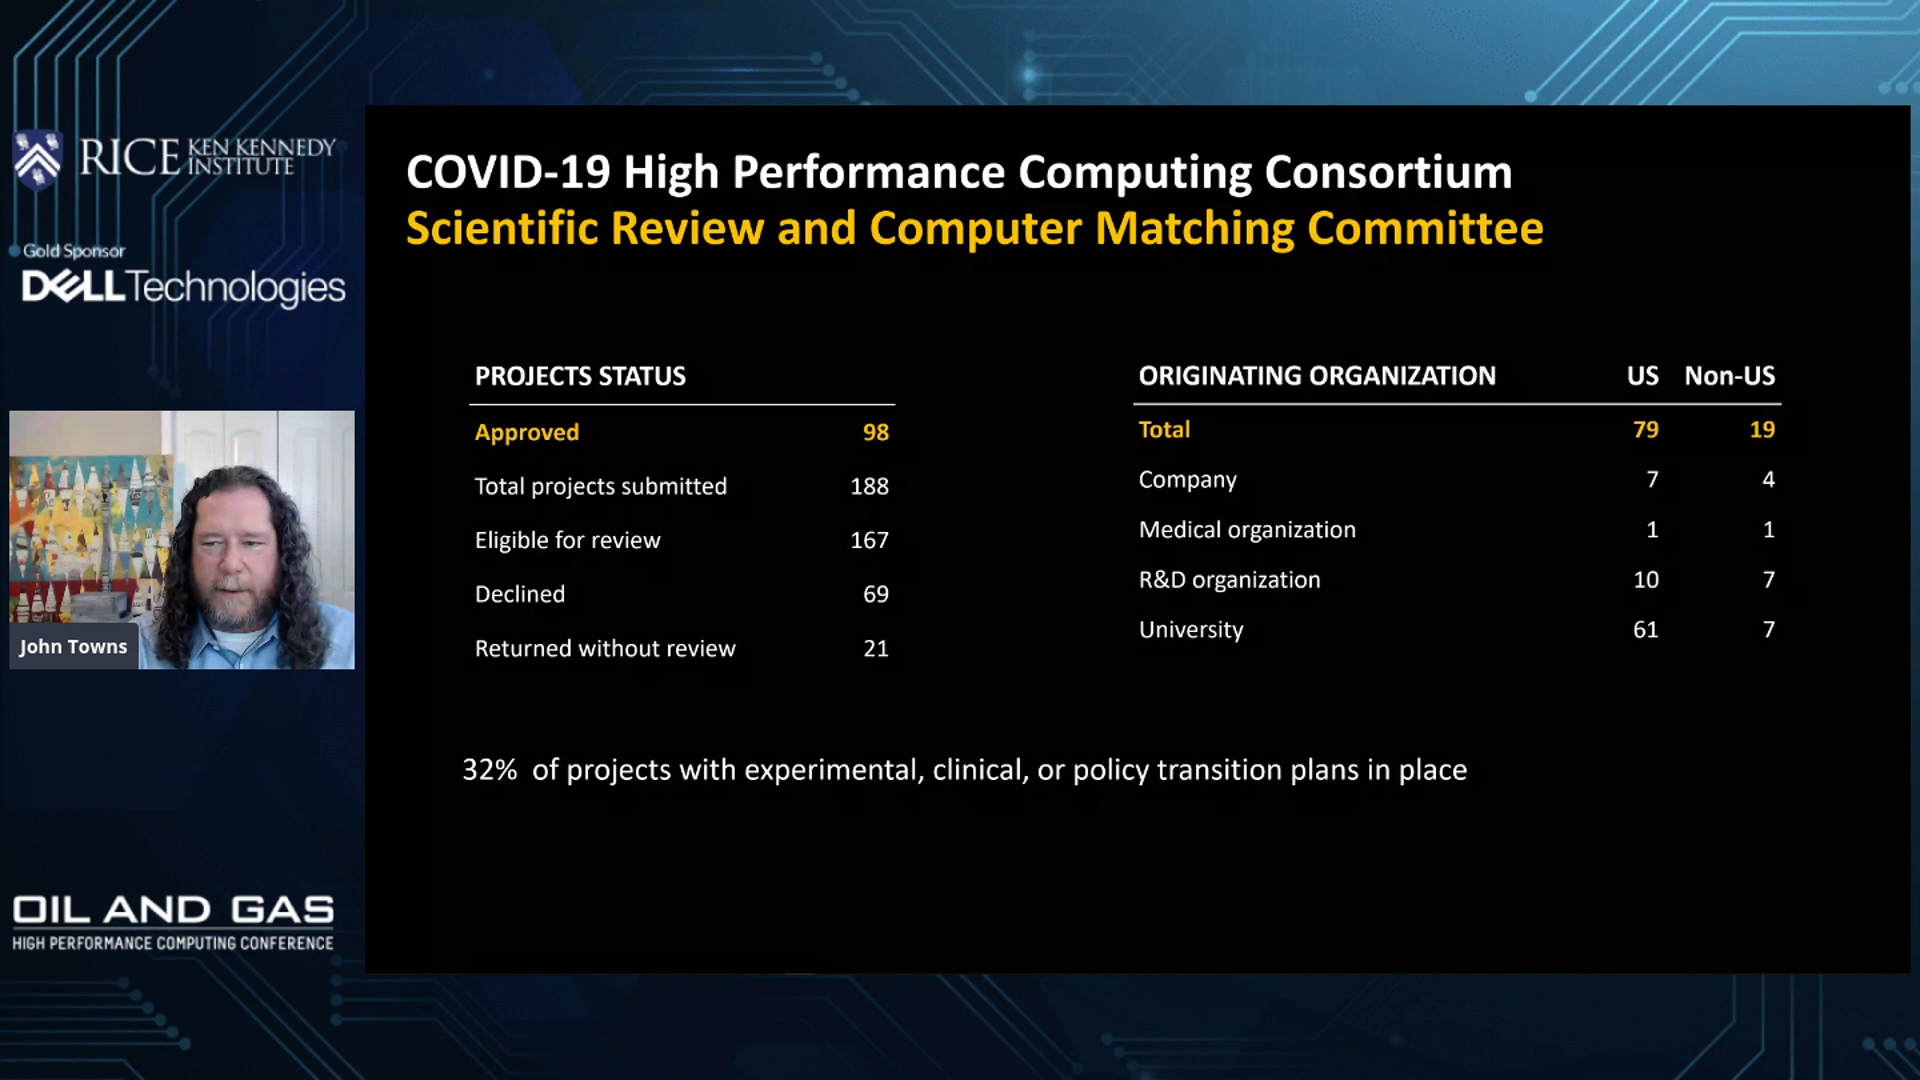 RICE KEN KENNEDY
INSTITUTE
Gold Sponsor
DELL Technologies
John Towns
OIL AND GAS
HIGH PERFORMANCE COMPUTING CONFERENCE
COVID-19 High Performance Computing Consortium
Scientific Review and Computer Matching Committee
PROJECTS STATUS
Approved 98
Total projects submitted 188
Eligible for review 167
Declined 69
Returned without review 21
ORIGINATING ORGANIZATION US Non-US
Total 79 19
Company 7 4
Medical organization 1 1
R&D organization 10 7
University 61 7
32% of projects with experimental, clinical, or policy transition plans in place